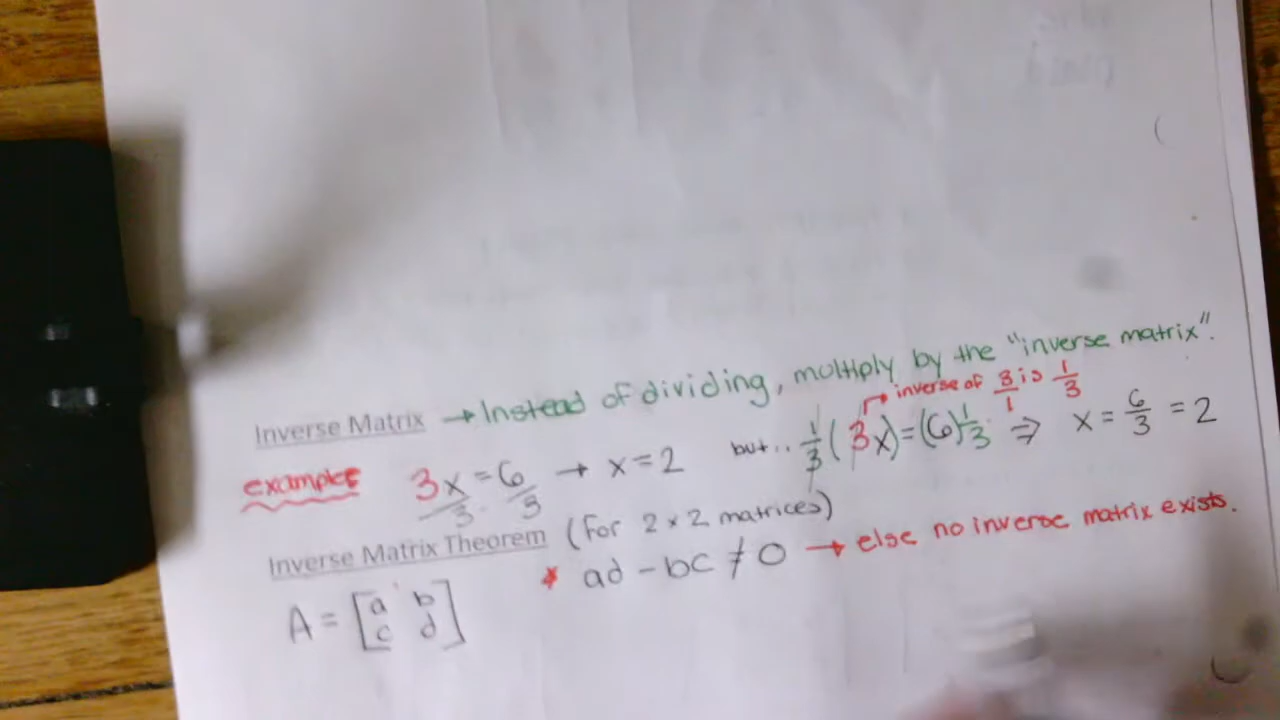 Inverse Matrix → Instead of dividing, multiply by the "inverse matrix".
inverse of 3/1 is 1/3
examples 3x/3 = 6/3 → x = 2 but.. 1/3 (3x) = (6) 1/3 ⇒ x = 6/3 = 2
Inverse Matrix Theorem (For 2 x 2 matrices)
* ad - bc ≠ 0 → else no inverse matrix exists.
A = [a b
c d]